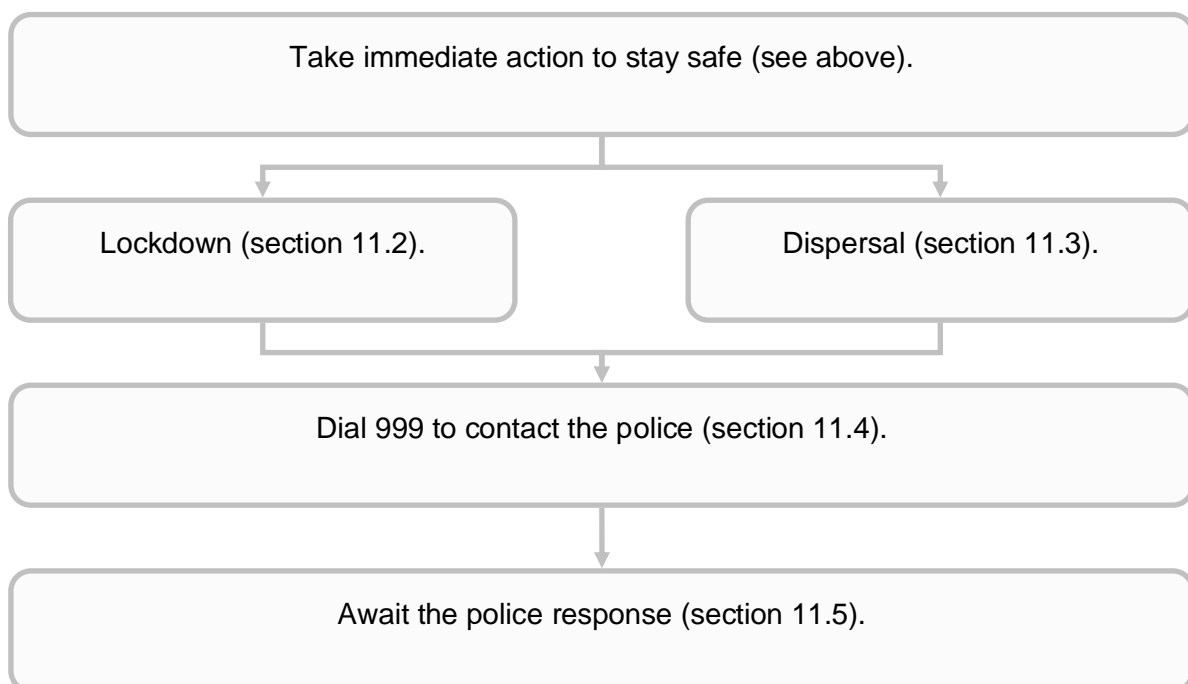 Take immediate action to stay safe (see above).
Lockdown (section 11.2).
Dispersal (section 11.3).
Dial 999 to contact the police (section 11.4).
Await the police response (section 11.5).